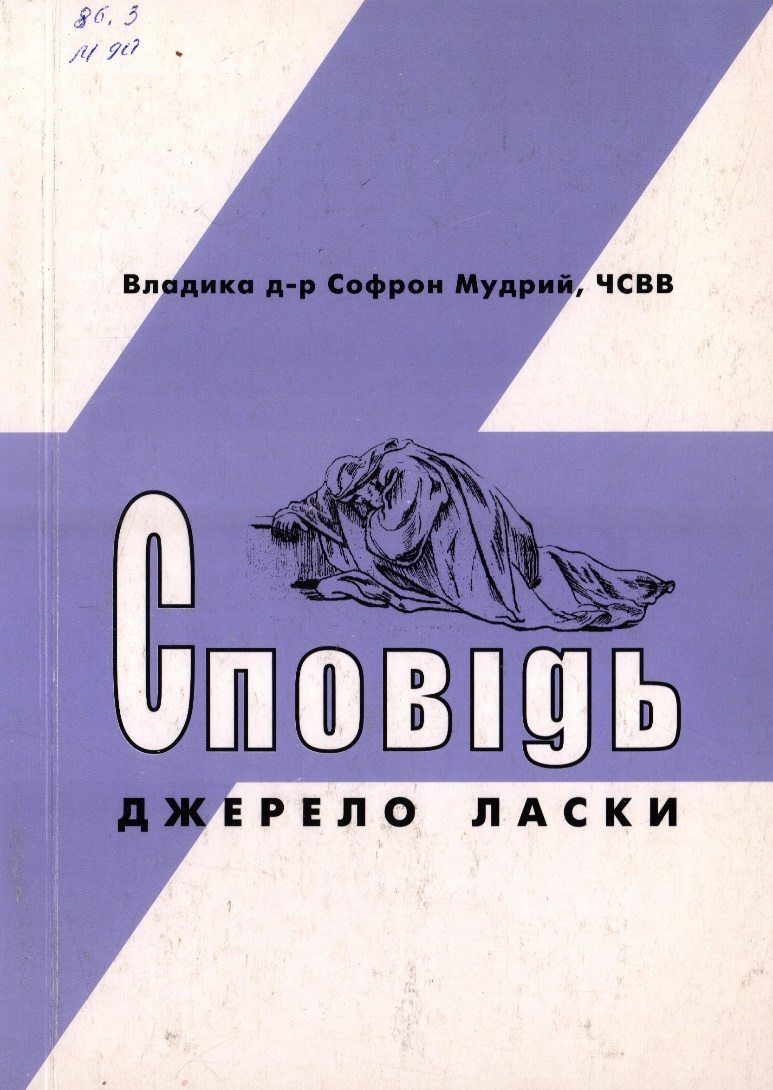 86.3
М 90
Владика д-р Софрон Мудрий, ЧСВВ
Сповідь
ДЖЕРЕЛО ЛАСКИ